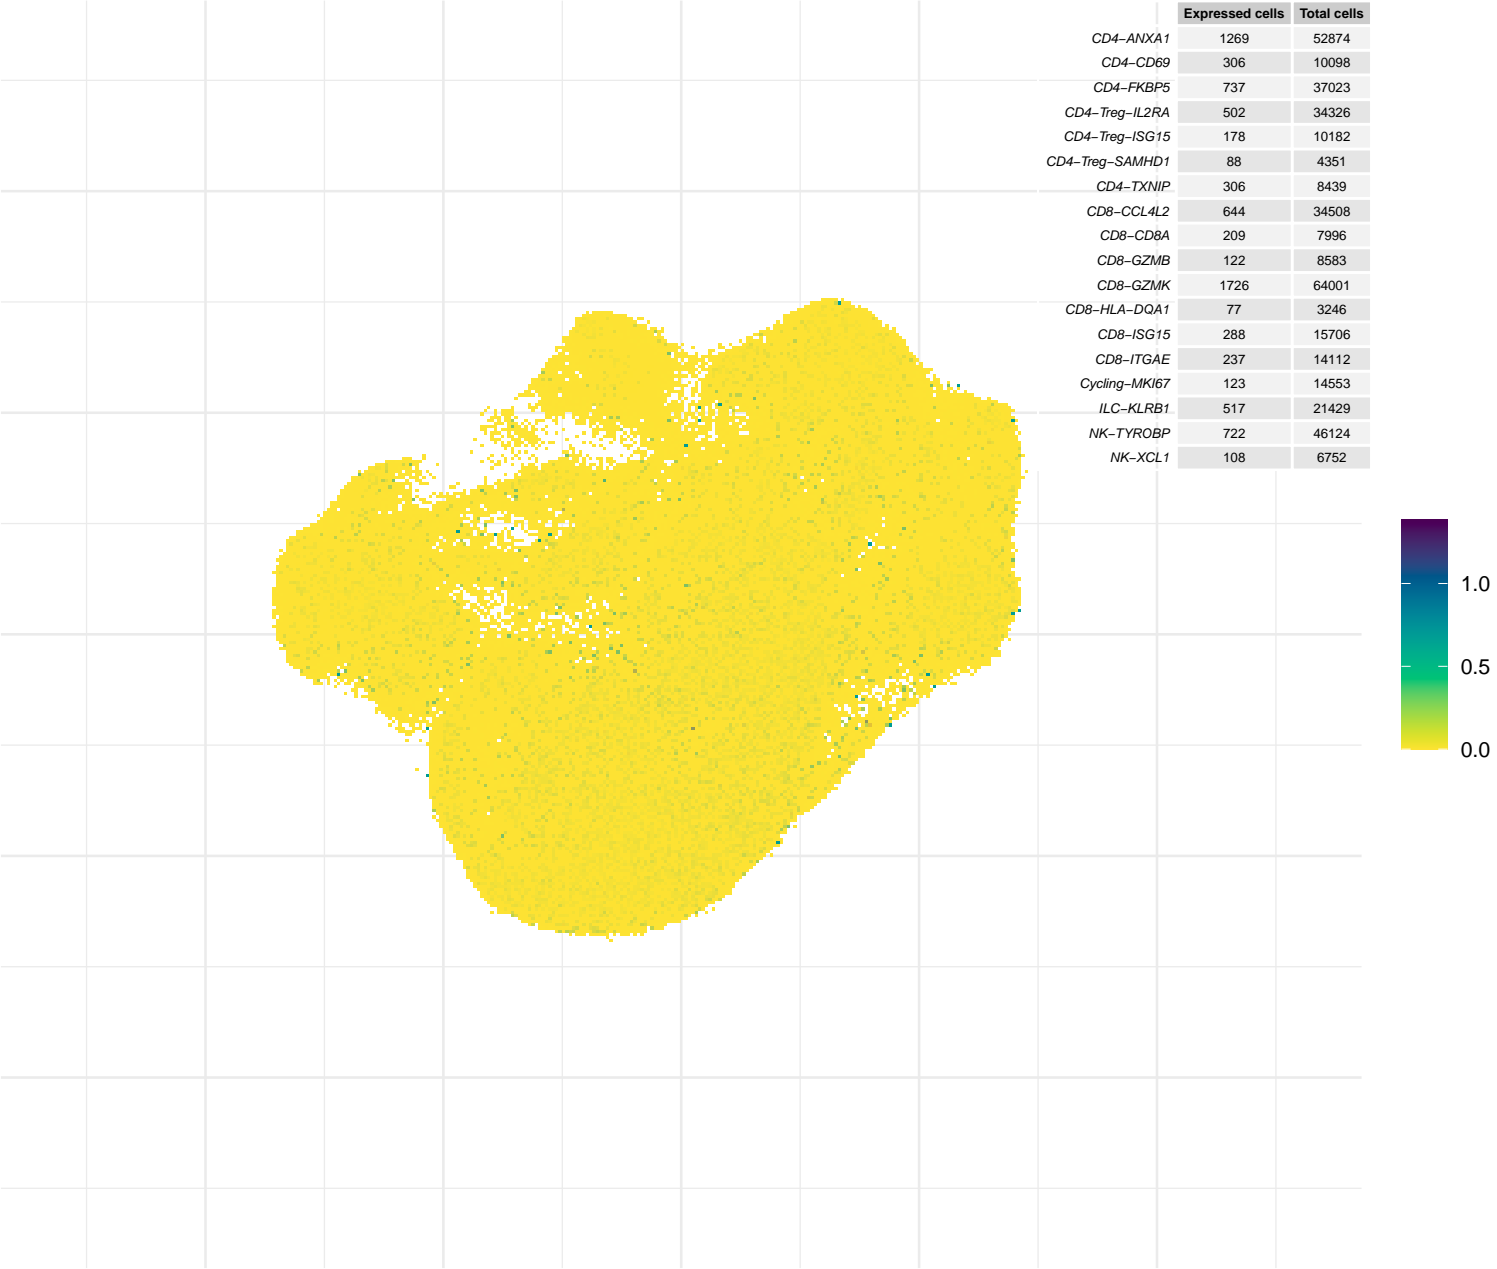 Expressed cells Total cells
CD4−ANXA1 1269 52874
CD4−CD69 306 10098
CD4−FKBP5 737 37023
CD4−Treg−IL2RA 502 34326
CD4−Treg−ISG15 178 10182
CD4−Treg−SAMHD1 88 4351
CD4−TXNIP 306 8439
CD8−CCL4L2 644 34508
CD8−CD8A 209 7996
CD8−GZMB 122 8583
CD8−GZMK 1726 64001
CD8−HLA−DQA1 77 3246
CD8−ISG15 288 15706
CD8−ITGAE 237 14112
Cycling−MKI67 123 14553
ILC−KLRB1 517 21429
NK−TYROBP 722 46124
NK−XCL1 108 6752
1.0
0.5
0.0